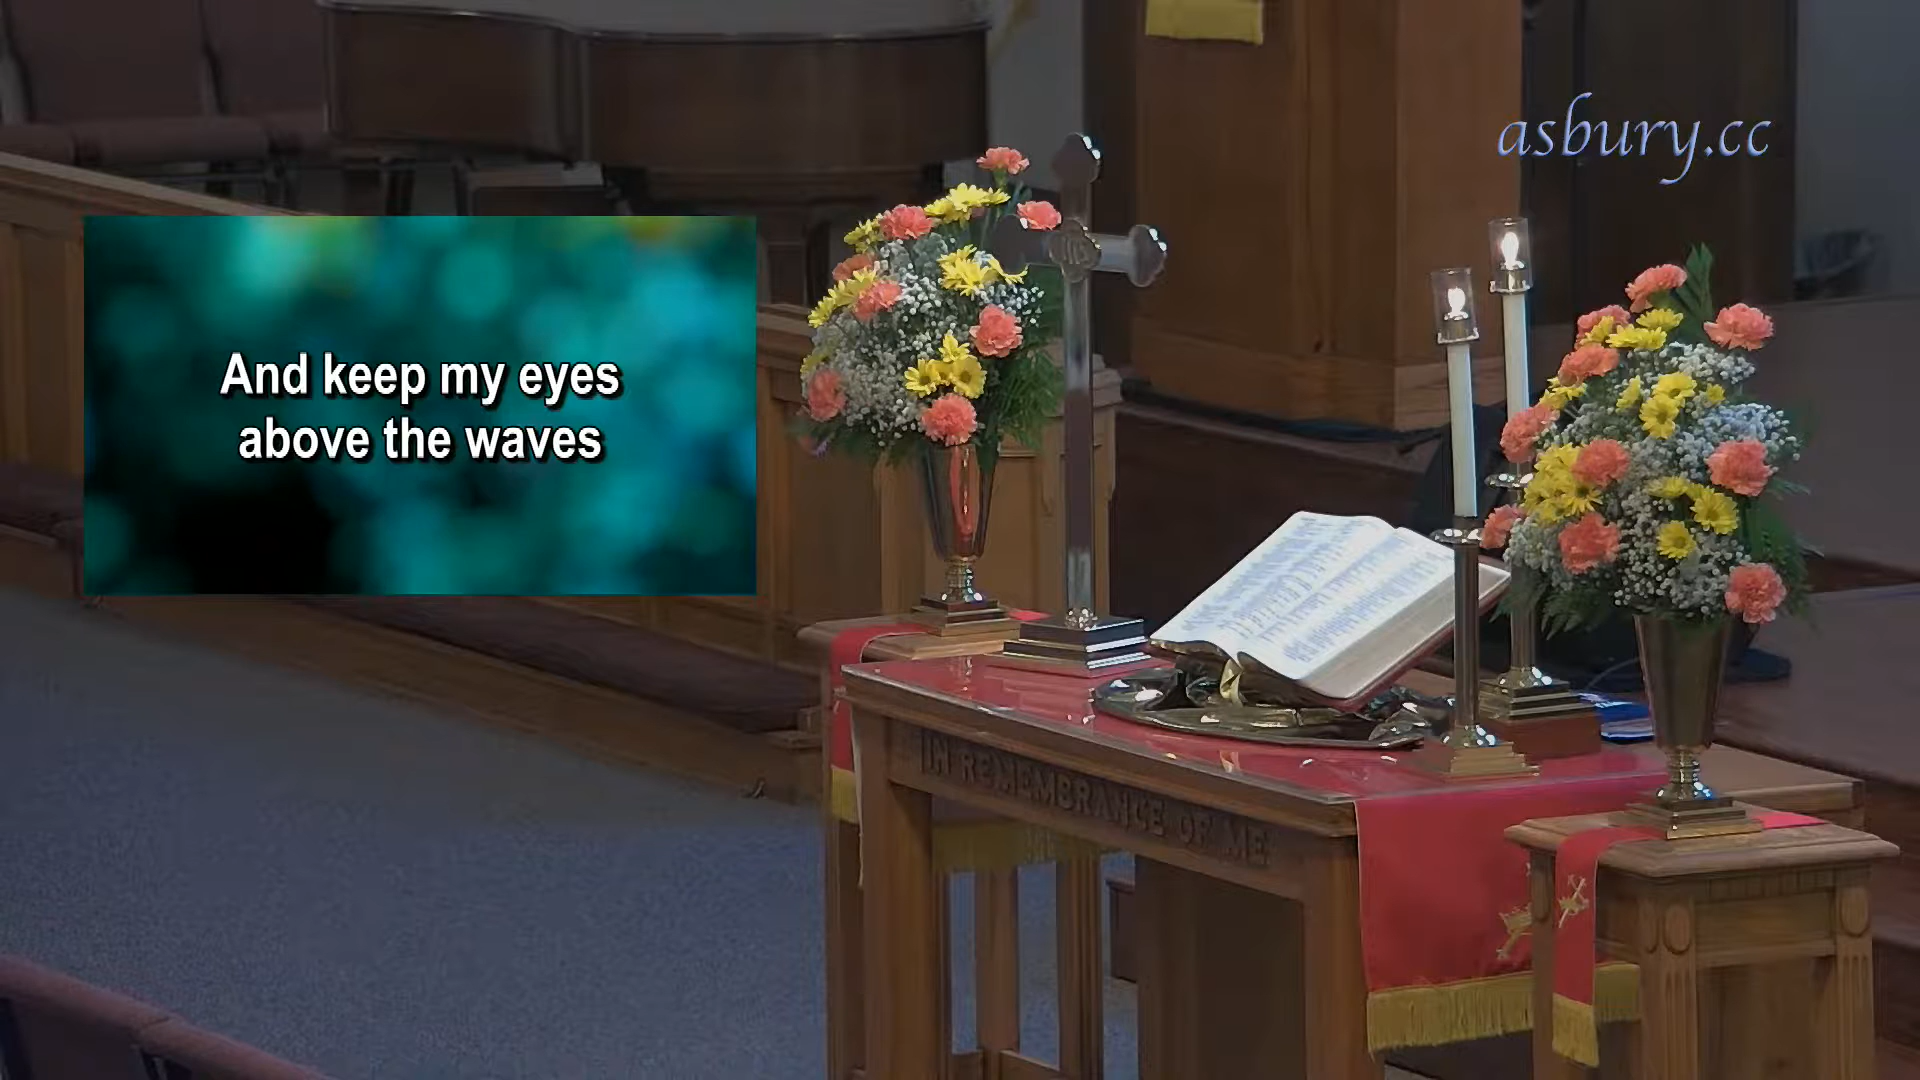 asbury.cc
And keep my eyes
above the waves
IN REMEMBRANCE OF ME